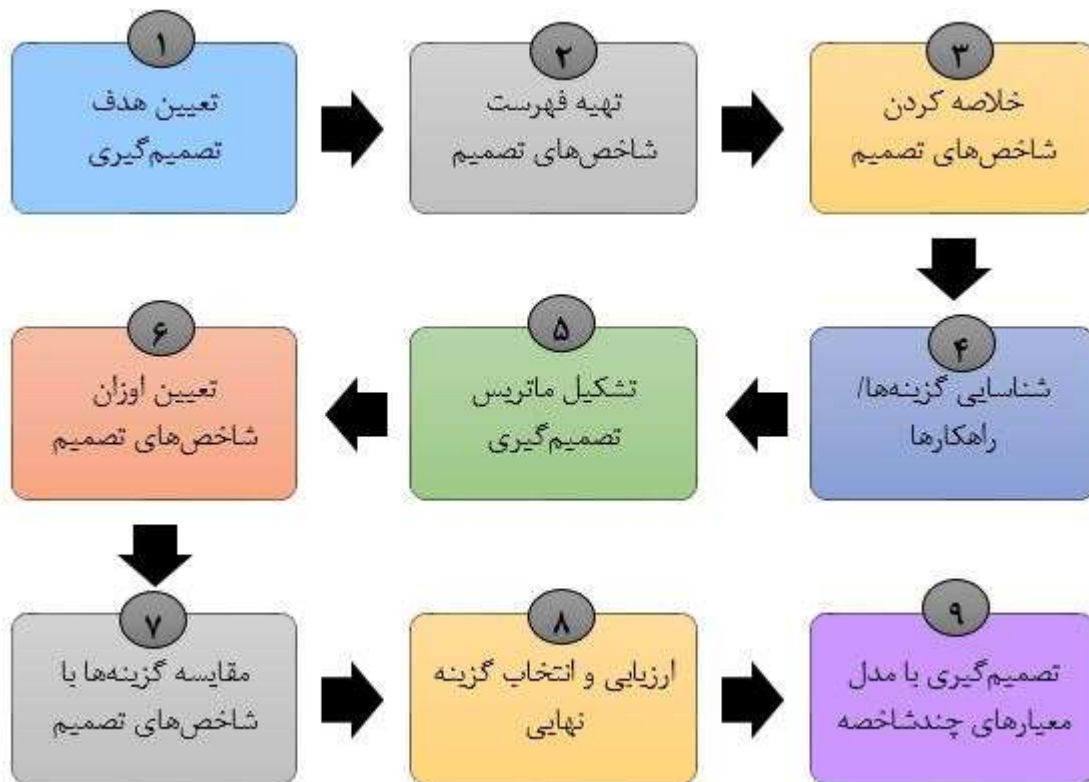 ۱
تعیین هدف
تصمیم‌گیری
۲
تهیه فهرست
شاخص‌های تصمیم
۳
خلاصه کردن
شاخص‌های تصمیم
۴
شناسایی گزینه‌ها/
راهکارها
۵
تشکیل ماتریس
تصمیم‌گیری
۶
تعیین اوزان
شاخص‌های تصمیم
۷
مقایسه گزینه‌ها با
شاخص‌های تصمیم
۸
ارزیابی و انتخاب گزینه
نهایی
۹
تصمیم‌گیری با مدل
معیارهای چندشاخصه